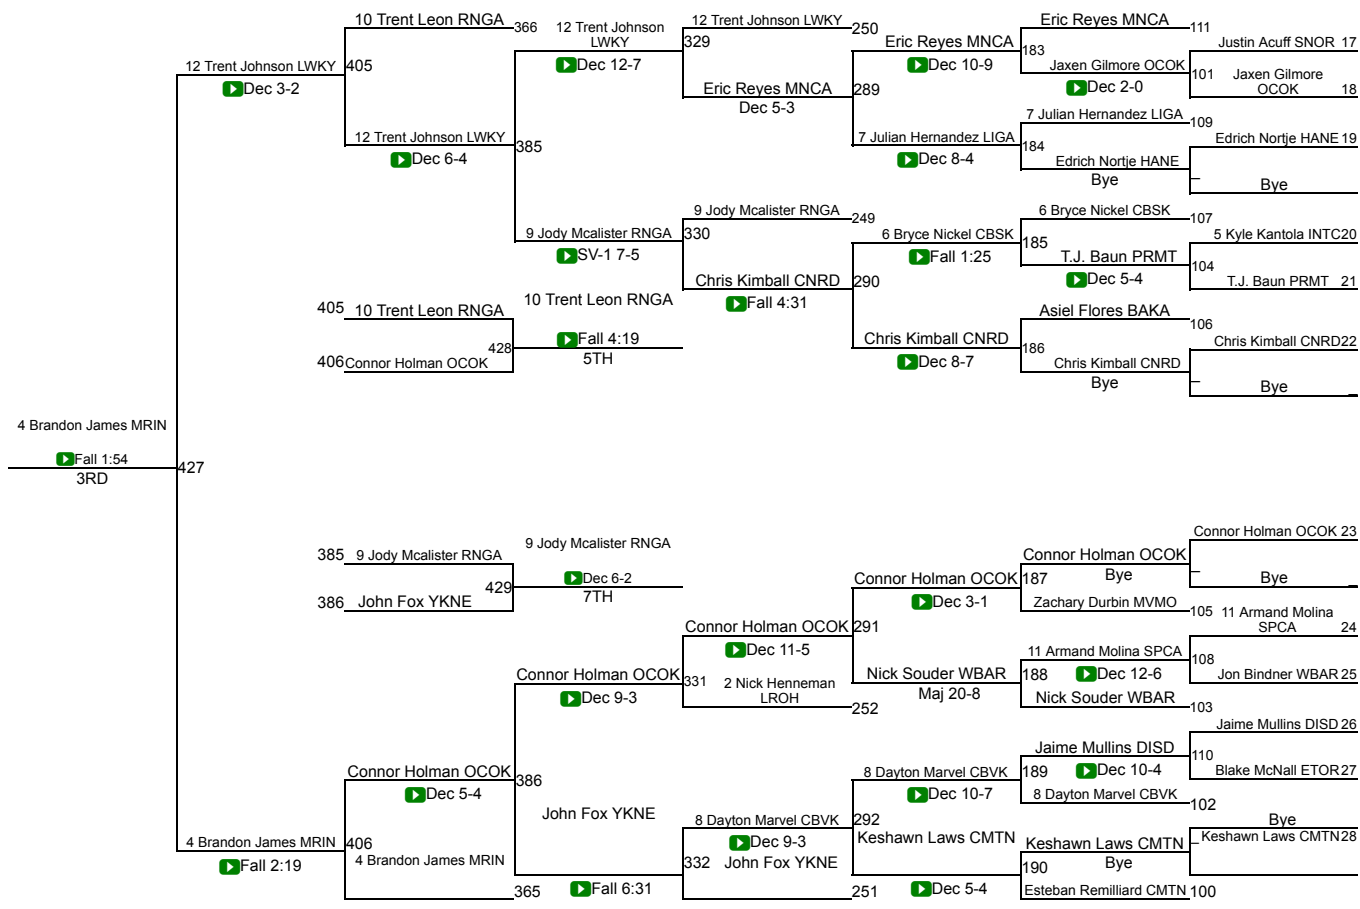 10 Trent Leon RNGA
366
12 Trent Johnson
LWKY
12 Trent Johnson LWKY
250
Eric Reyes MNCA
111
329
Eric Reyes MNCA
183
Justin Acuff SNOR 17
12 Trent Johnson LWKY
405
Dec 12-7
Dec 10-9
Jaxen Gilmore OCOK
101
Jaxen Gilmore
OCOK
18
Dec 3-2
Eric Reyes MNCA
289
Dec 2-0
Dec 5-3
7 Julian Hernandez LIGA
109
12 Trent Johnson LWKY
385
7 Julian Hernandez LIGA
184
Edrich Nortje HANE 19
Dec 6-4
Dec 8-4
Edrich Nortje HANE
Bye
_
Bye
9 Jody Mcalister RNGA
249
6 Bryce Nickel CBSK
107
9 Jody Mcalister RNGA
330
6 Bryce Nickel CBSK
185
5 Kyle Kantola INTC20
SV-1 7-5
Fall 1:25
T.J. Baun PRMT
104
Chris Kimball CNRD
290
Dec 5-4
T.J. Baun PRMT 21
405
10 Trent Leon RNGA
10 Trent Leon RNGA
Fall 4:31
Asiel Flores BAKA
106
428
Fall 4:19
Chris Kimball CNRD
186
Chris Kimball CNRD22
406
Connor Holman OCOK
5TH
Dec 8-7
Chris Kimball CNRD
Bye
_
Bye
_
4 Brandon James MRIN
Fall 1:54
427
3RD
Connor Holman OCOK 23
385
9 Jody Mcalister RNGA
9 Jody Mcalister RNGA
Connor Holman OCOK
429
Dec 6-2
Connor Holman OCOK
187
Bye
_
Bye
_
386
John Fox YKNE
7TH
Dec 3-1
Zachary Durbin MVMO
105
11 Armand Molina
SPCA
24
Connor Holman OCOK
291
Dec 11-5
11 Armand Molina SPCA
108
Connor Holman OCOK
331
2 Nick Henneman
LROH
Nick Souder WBAR
188
Dec 12-6
Jon Bindner WBAR 25
Dec 9-3
252
Maj 20-8
Nick Souder WBAR
103
Jaime Mullins DISD 26
Jaime Mullins DISD
110
Connor Holman OCOK
386
8 Dayton Marvel CBVK
189
Dec 10-4
Blake McNall ETOR27
Dec 5-4
Dec 10-7
8 Dayton Marvel CBVK
102
John Fox YKNE
8 Dayton Marvel CBVK
292
Bye
4 Brandon James MRIN
406
Dec 9-3
Keshawn Laws CMTN
Keshawn Laws CMTN
_
Keshawn Laws CMTN28
Fall 2:19
4 Brandon James MRIN
332
John Fox YKNE
190
Bye
365
Fall 6:31
251
Dec 5-4
Esteban Remilliard CMTN
100